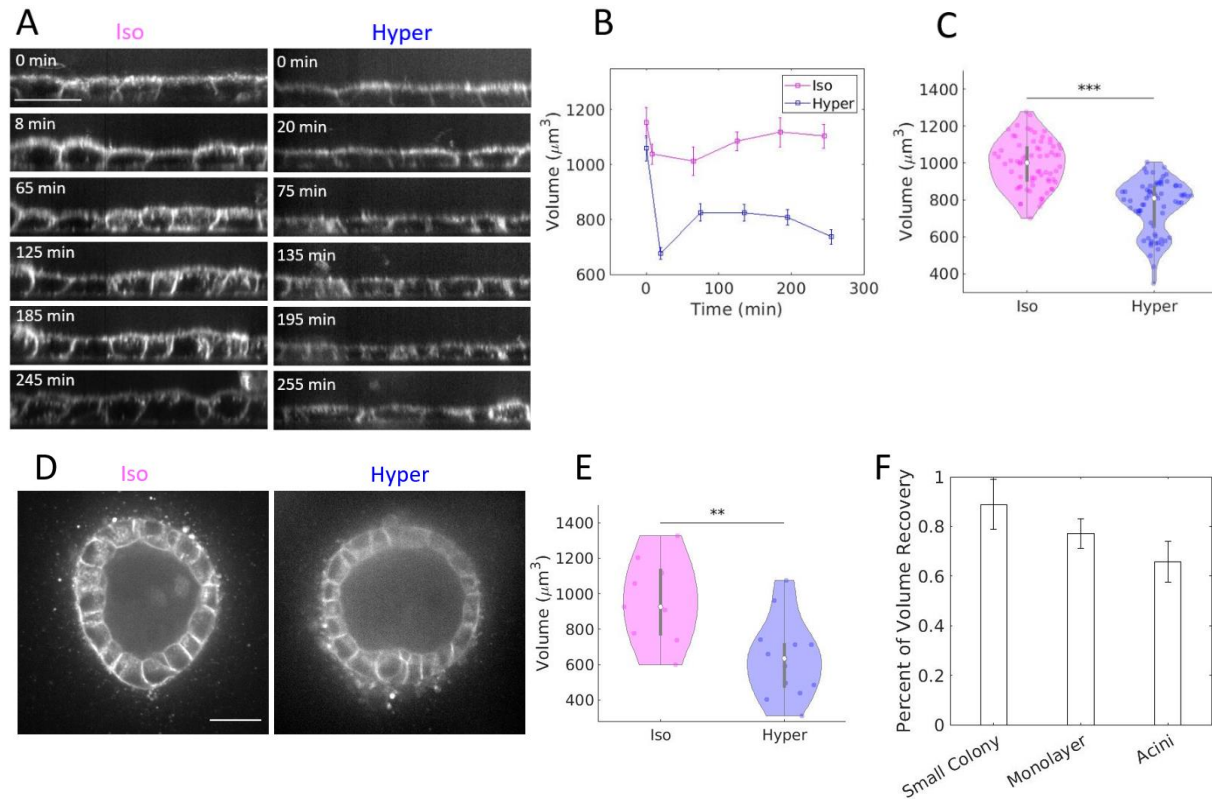 A
Iso
Hyper
0 min
8 min
65 min
125 min
185 min
245 min
0 min
20 min
75 min
135 min
195 min
255 min
B
Volume (μm³)
1200
1000
800
600
0
100
200
300
Time (min)
Iso
Hyper
C
***
Volume (μm³)
1400
1200
1000
800
600
400
Iso
Hyper
D
Iso
Hyper
E
**
Volume (μm³)
1400
1200
1000
800
600
400
Iso
Hyper
F
Percent of Volume Recovery
1
0.8
0.6
0.4
0.2
0
Small Colony
Monolayer
Acini